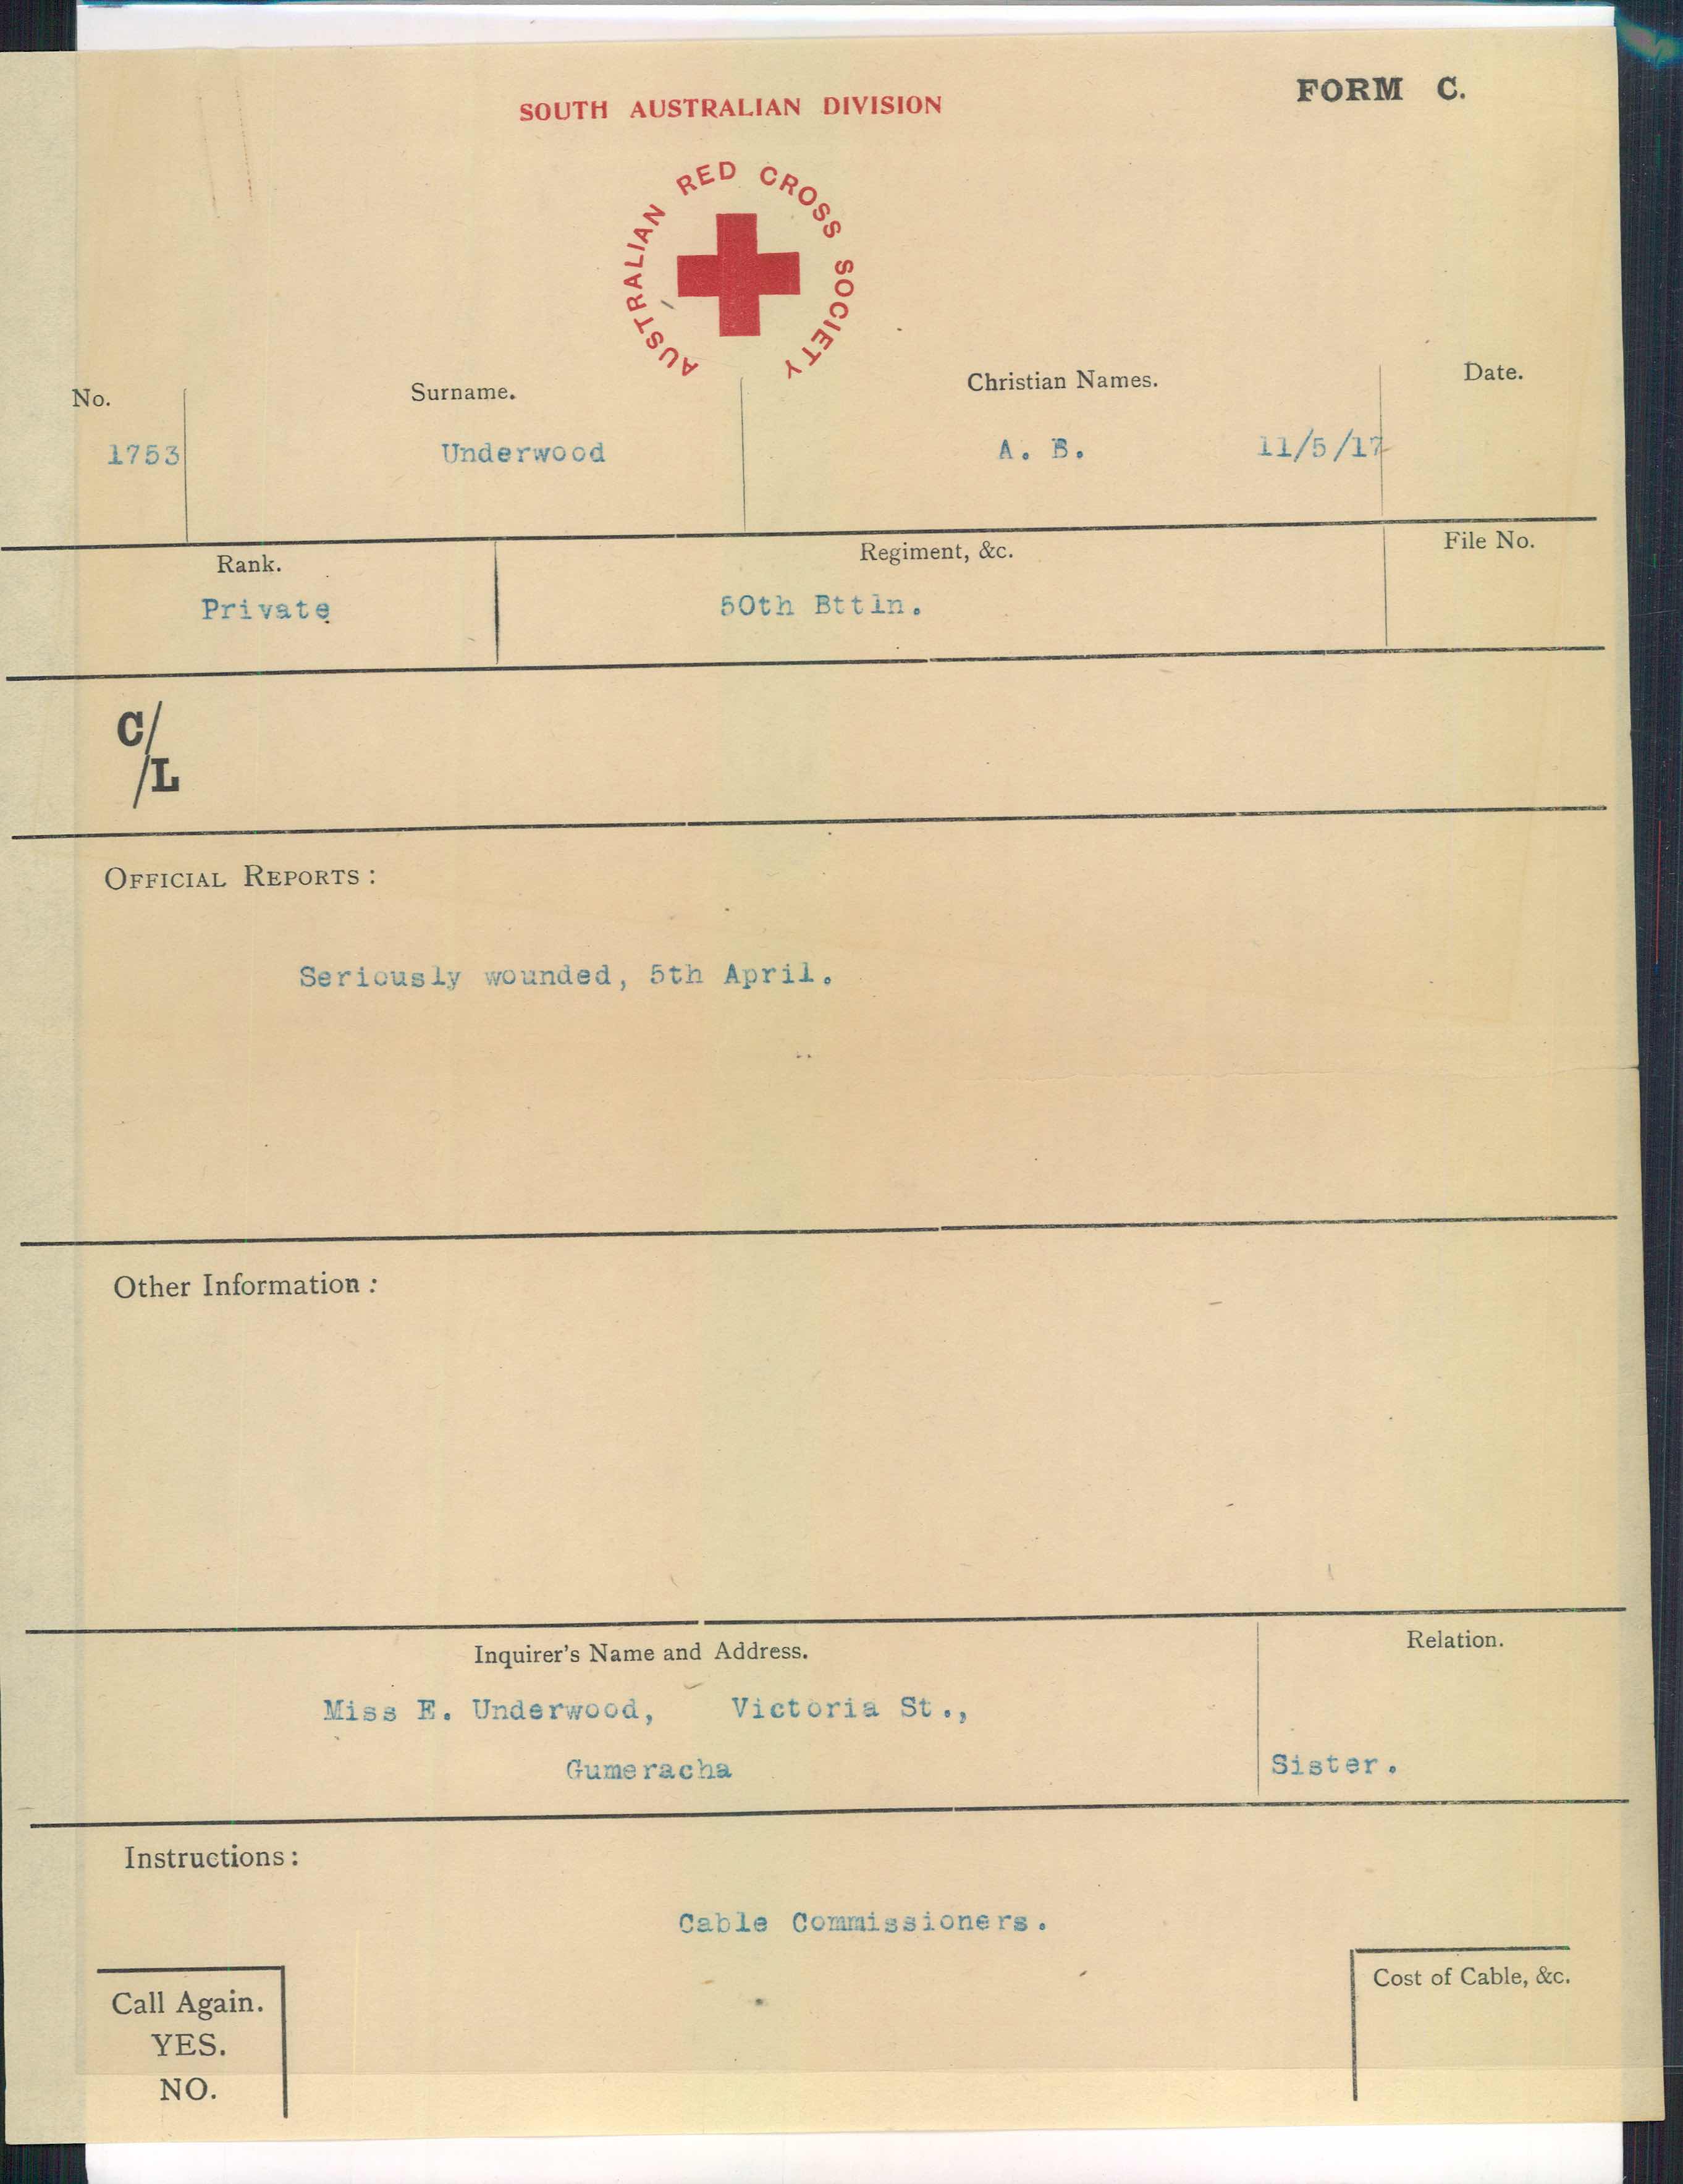 FORM C.
SOUTH AUSTRALIAN DIVISION
AUSTRALIAN RED CROSS SOCIETY
No. Surname. Christian Names. Date.
1753 Underwood A. B. 11/5/17
Rank. Regiment, &c. File No.
Private 50th Bttln.
C/
/L
OFFICIAL REPORTS:
Seriously wounded, 5th April.
Other Information:
Inquirer's Name and Address. Relation.
Miss E. Underwood, Victoria St.,
Gumeracha Sister.
Instructions:
Cable Commissioners.
Call Again. Cost of Cable, &c.
YES.
NO.